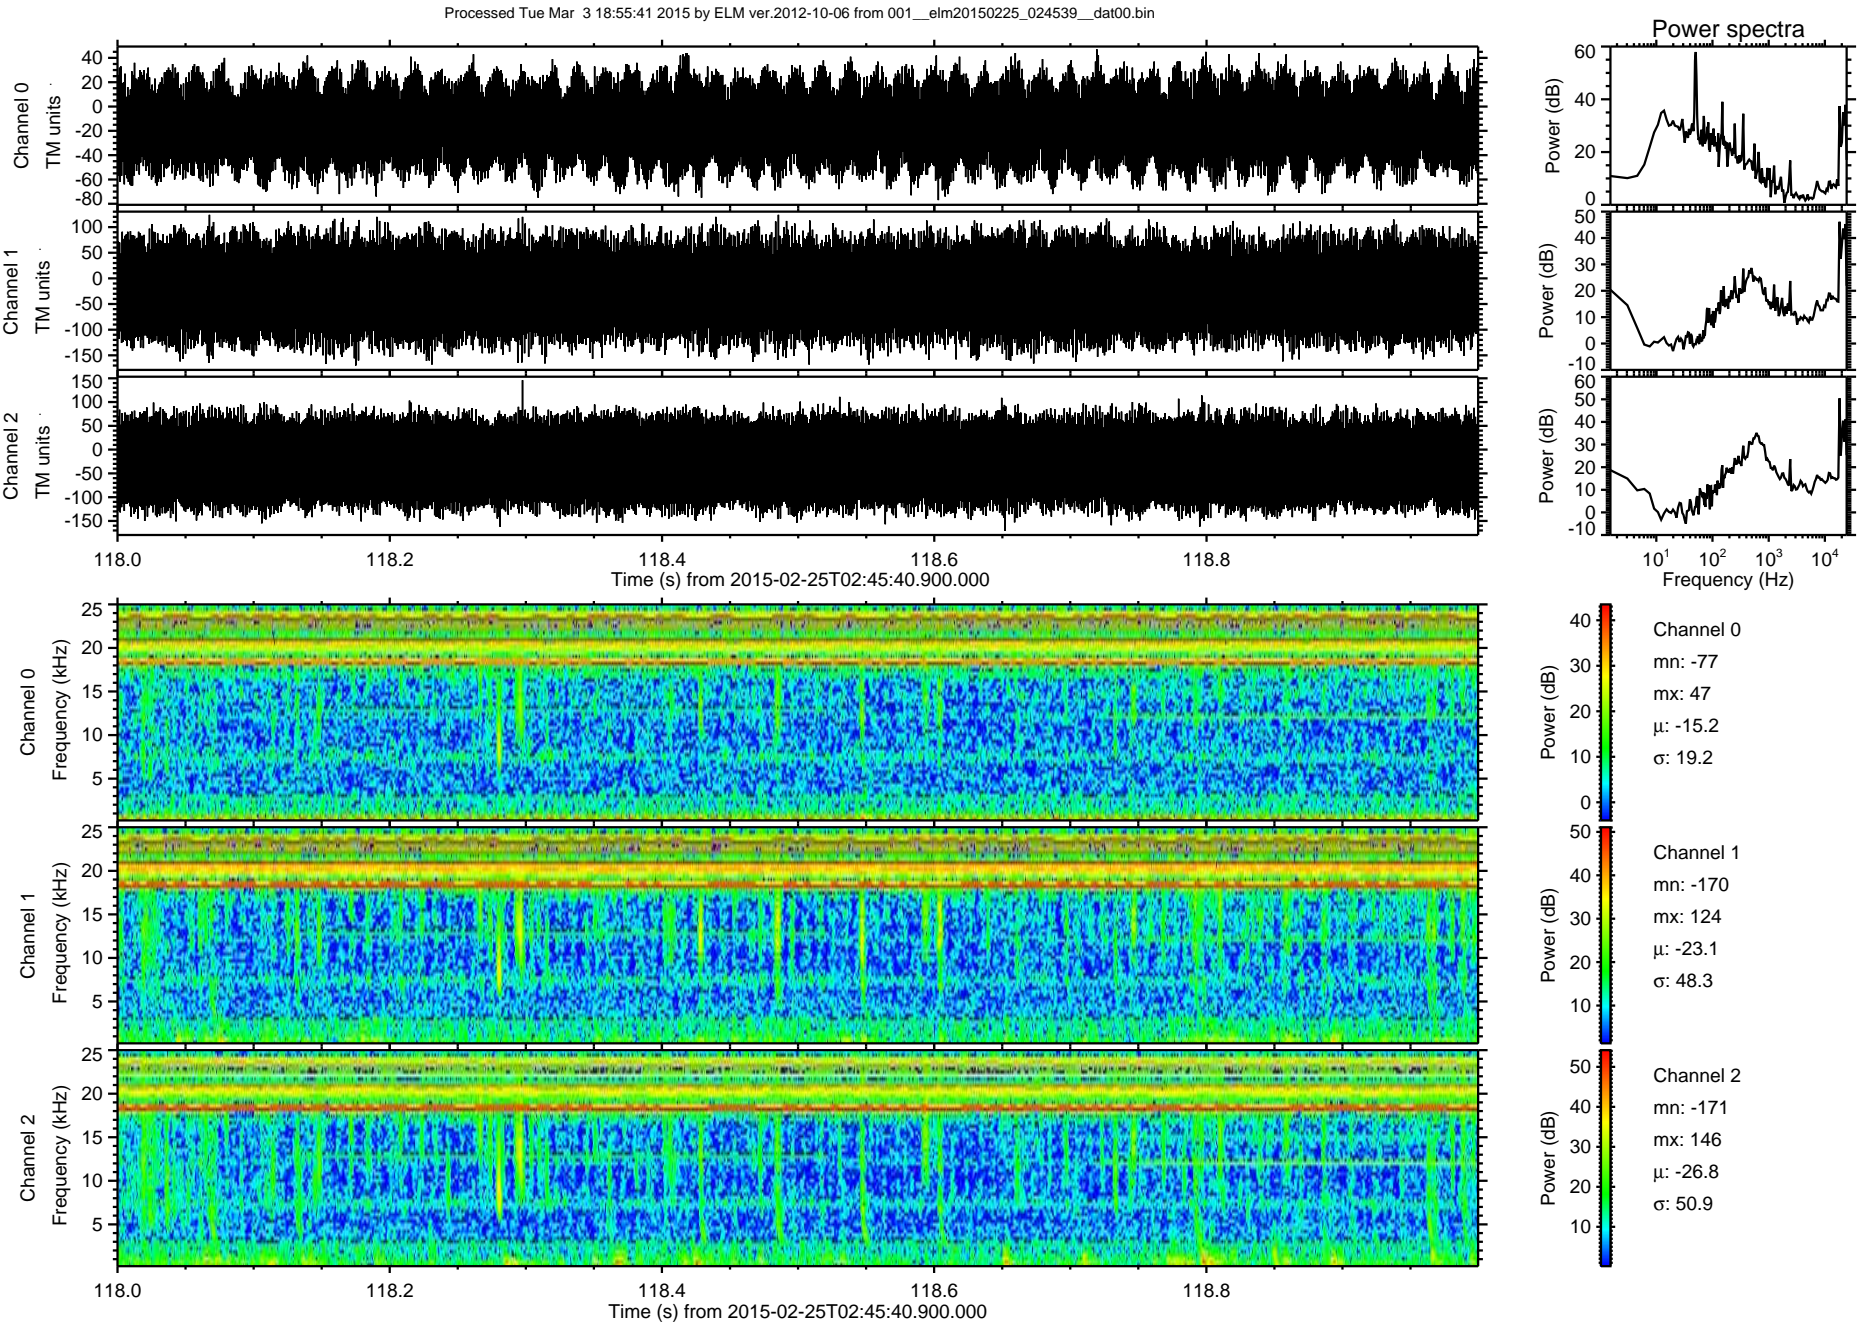 Processed Tue Mar  3 18:55:41 2015 by ELM ver.2012-10-06 from 001__elm20150225_024539__dat00.bin
Power spectra
Channel 0
TM units
40
20
0
-20
-40
-60
-80
Power (dB)
60
40
20
0
Channel 1
TM units
100
50
0
-50
-100
-150
Power (dB)
50
40
30
20
10
0
-10
Channel 2
TM units
150
100
50
0
-50
-100
-150
Power (dB)
60
50
40
30
20
10
0
-10
118.0 118.2 118.4 118.6 118.8
Time (s) from 2015-02-25T02:45:40.900.000
10^1 10^2 10^3 10^4
Frequency (Hz)
Channel 0
Frequency (kHz)
25
20
15
10
5
Power (dB)
40
30
20
10
0
Channel 0
mn: -77
mx: 47
μ: -15.2
σ: 19.2
Channel 1
Frequency (kHz)
25
20
15
10
5
Power (dB)
50
40
30
20
10
Channel 1
mn: -170
mx: 124
μ: -23.1
σ: 48.3
Channel 2
Frequency (kHz)
25
20
15
10
5
Power (dB)
50
40
30
20
10
Channel 2
mn: -171
mx: 146
μ: -26.8
σ: 50.9
118.0 118.2 118.4 118.6 118.8
Time (s) from 2015-02-25T02:45:40.900.000